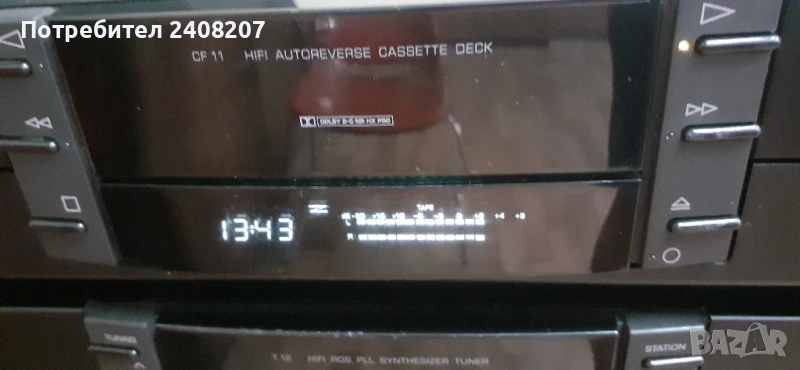 Потребител 2408207
CF 11 HIFI AUTOREVERSE CASSETTE DECK
DOLBY B-C NR HX PRO
TAPE
13:43
L
R
TUNING
T 12 HIFI RDS PLL SYNTHESIZER TUNER
STATION
BAZAR